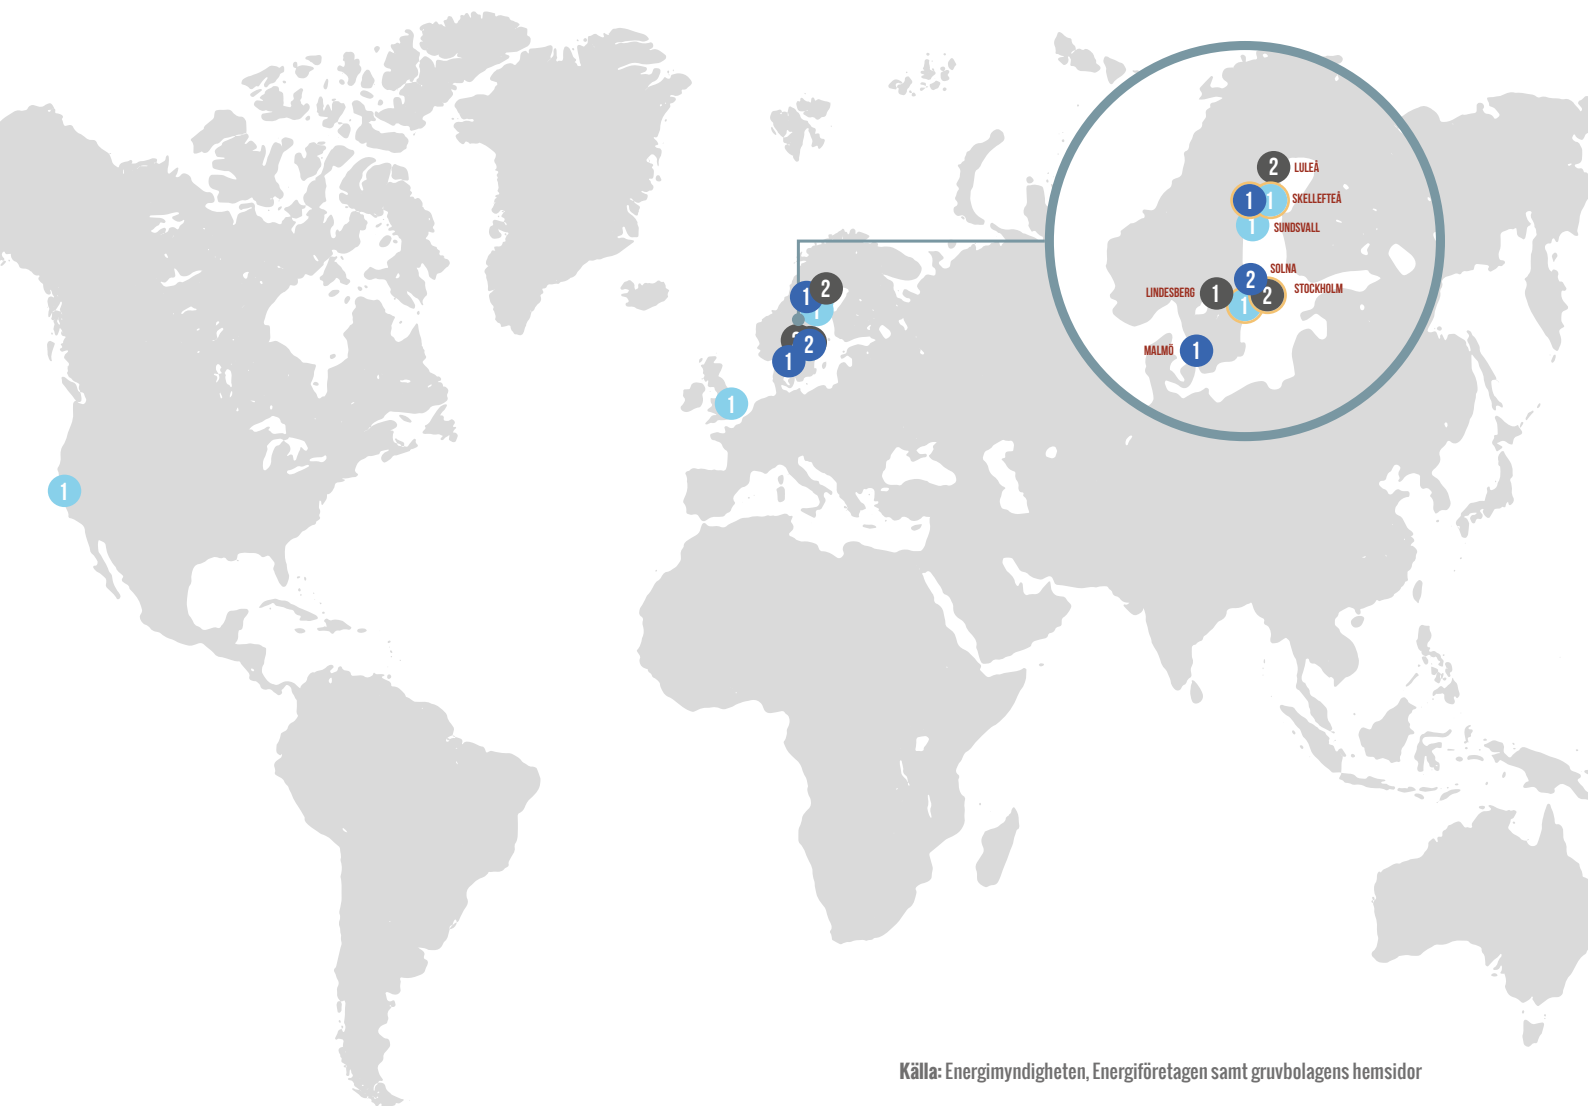 2 LULEÅ
1 1 SKELLEFTEÅ
1 SUNDSVALL
2 SOLNA
LINDESBERG 1
1 2 STOCKHOLM
MALMÖ 1
2
1
1
2
1
1
1
Källa: Energimyndigheten, Energiföretagen samt gruvbolagens hemsidor